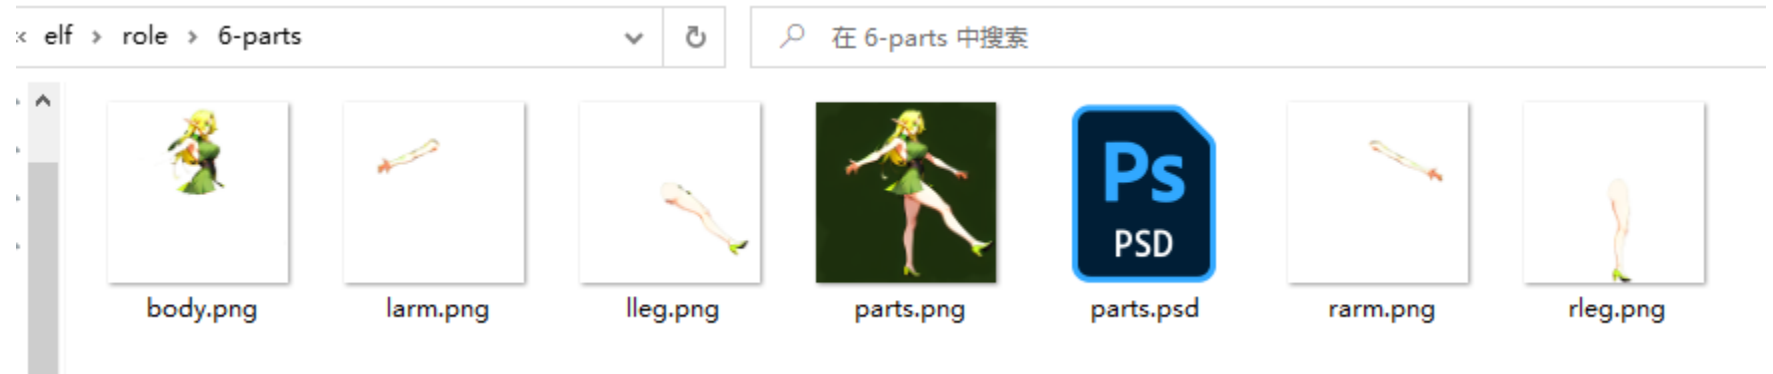 elf › role › 6-parts
在 6-parts 中搜索
Ps
PSD
body.png
larm.png
lleg.png
parts.png
parts.psd
rarm.png
rleg.png